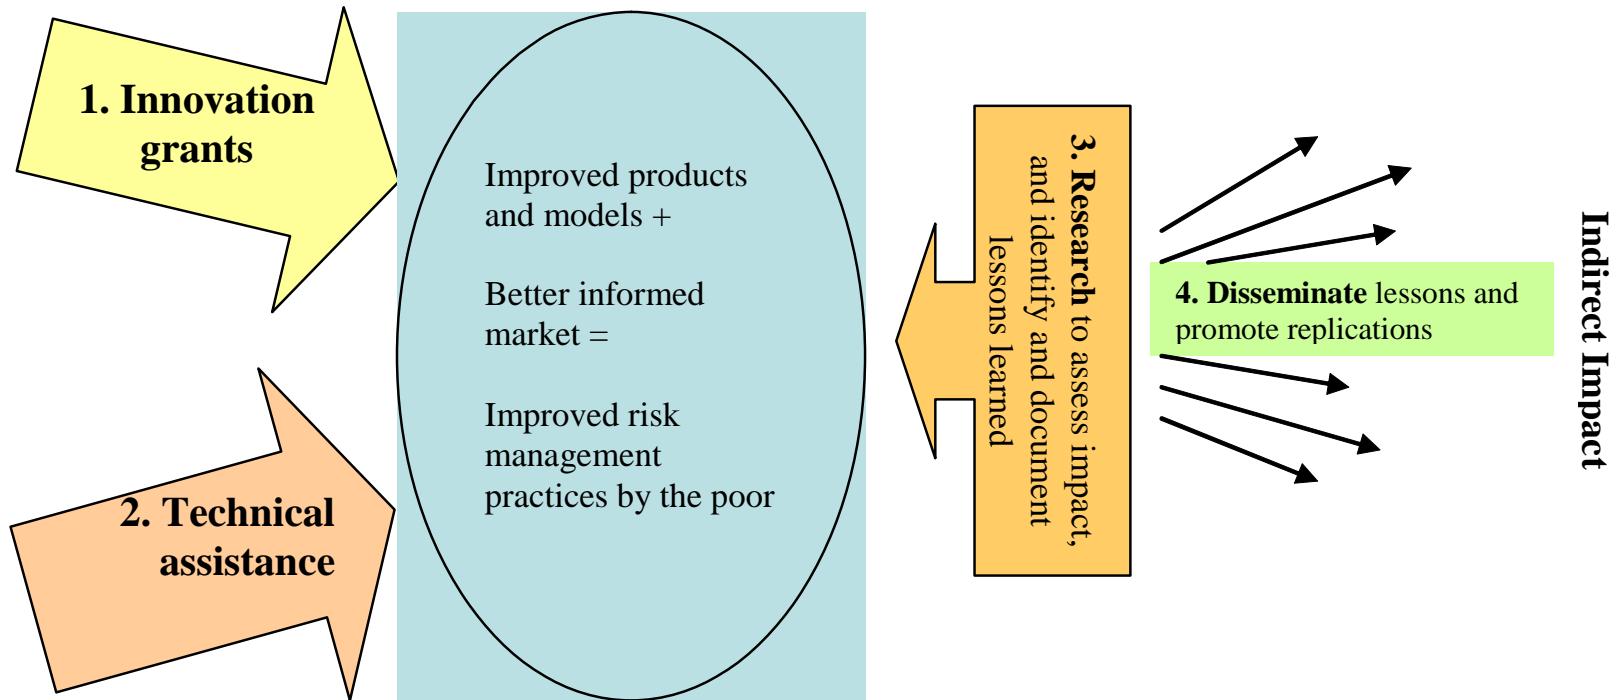 1. Innovation
grants
2. Technical
assistance
Improved products
and models +
Better informed
market =
Improved risk
management
practices by the poor
3. Research to assess impact,
and identify and document
lessons learned
4. Disseminate lessons and
promote replications
Indirect Impact